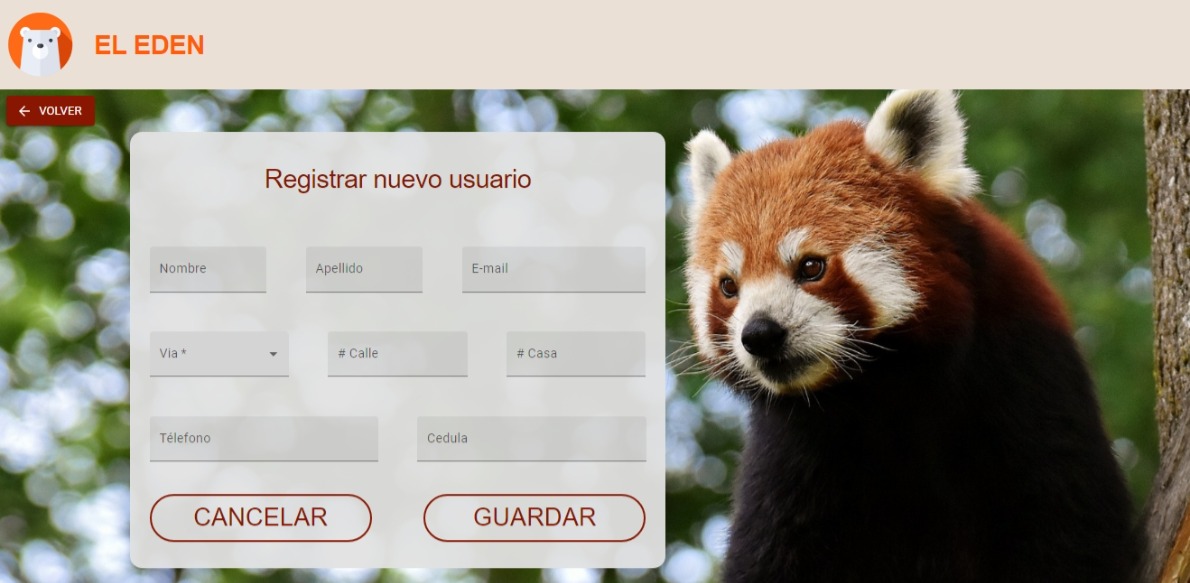 EL EDEN
VOLVER
Registrar nuevo usuario
Nombre Apellido E-mail
Via * # Calle # Casa
Télefono Cedula
CANCELAR GUARDAR